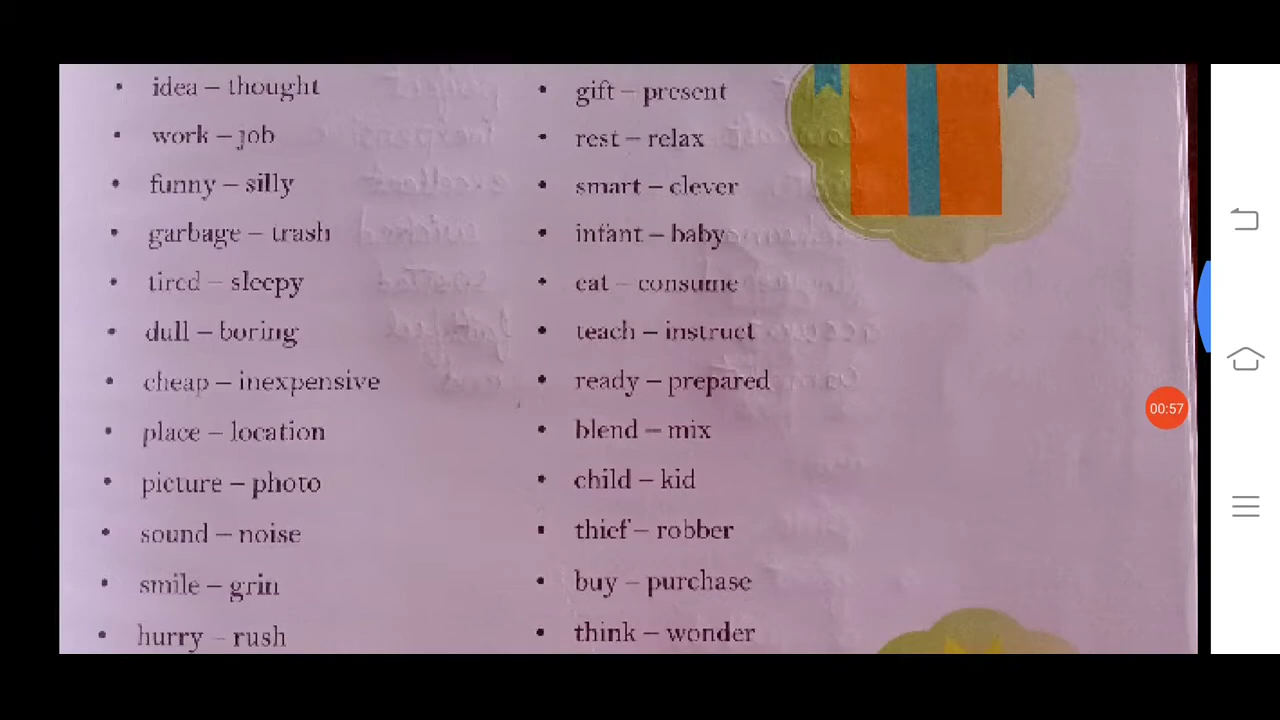 • idea – thought
• work – job
• funny – silly
• garbage – trash
• tired – sleepy
• dull – boring
• cheap – inexpensive
• place – location
• picture – photo
• sound – noise
• smile – grin
• hurry – rush
• gift – present
• rest – relax
• smart – clever
• infant – baby
• eat – consume
• teach – instruct
• ready – prepared
• blend – mix
• child – kid
• thief – robber
• buy – purchase
• think – wonder
00:57